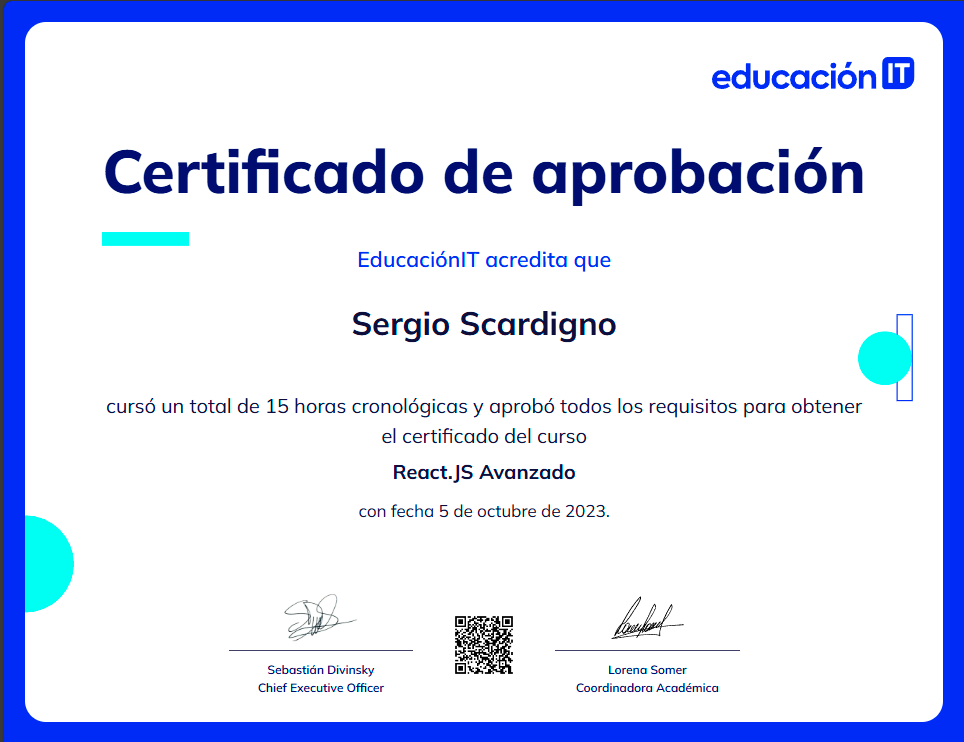 educación IT
Certificado de aprobación
EducaciónIT acredita que
Sergio Scardigno
cursó un total de 15 horas cronológicas y aprobó todos los requisitos para obtener
el certificado del curso
React.JS Avanzado
con fecha 5 de octubre de 2023.
Sebastián Divinsky
Chief Executive Officer
Lorena Somer
Coordinadora Académica